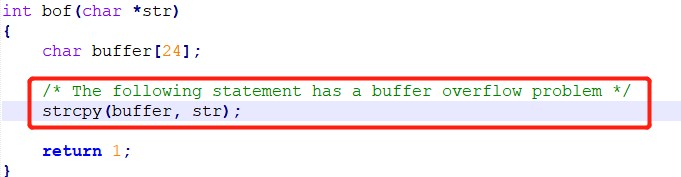 int bof(char *str)
{
char buffer[24];
/* The following statement has a buffer overflow problem */
strcpy(buffer, str);
return 1;
}